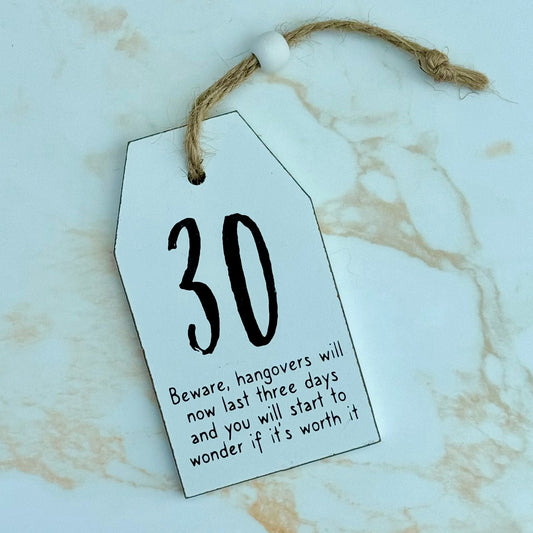 30
Beware, hangovers will
now last three days
and you will start to
wonder if it's worth it